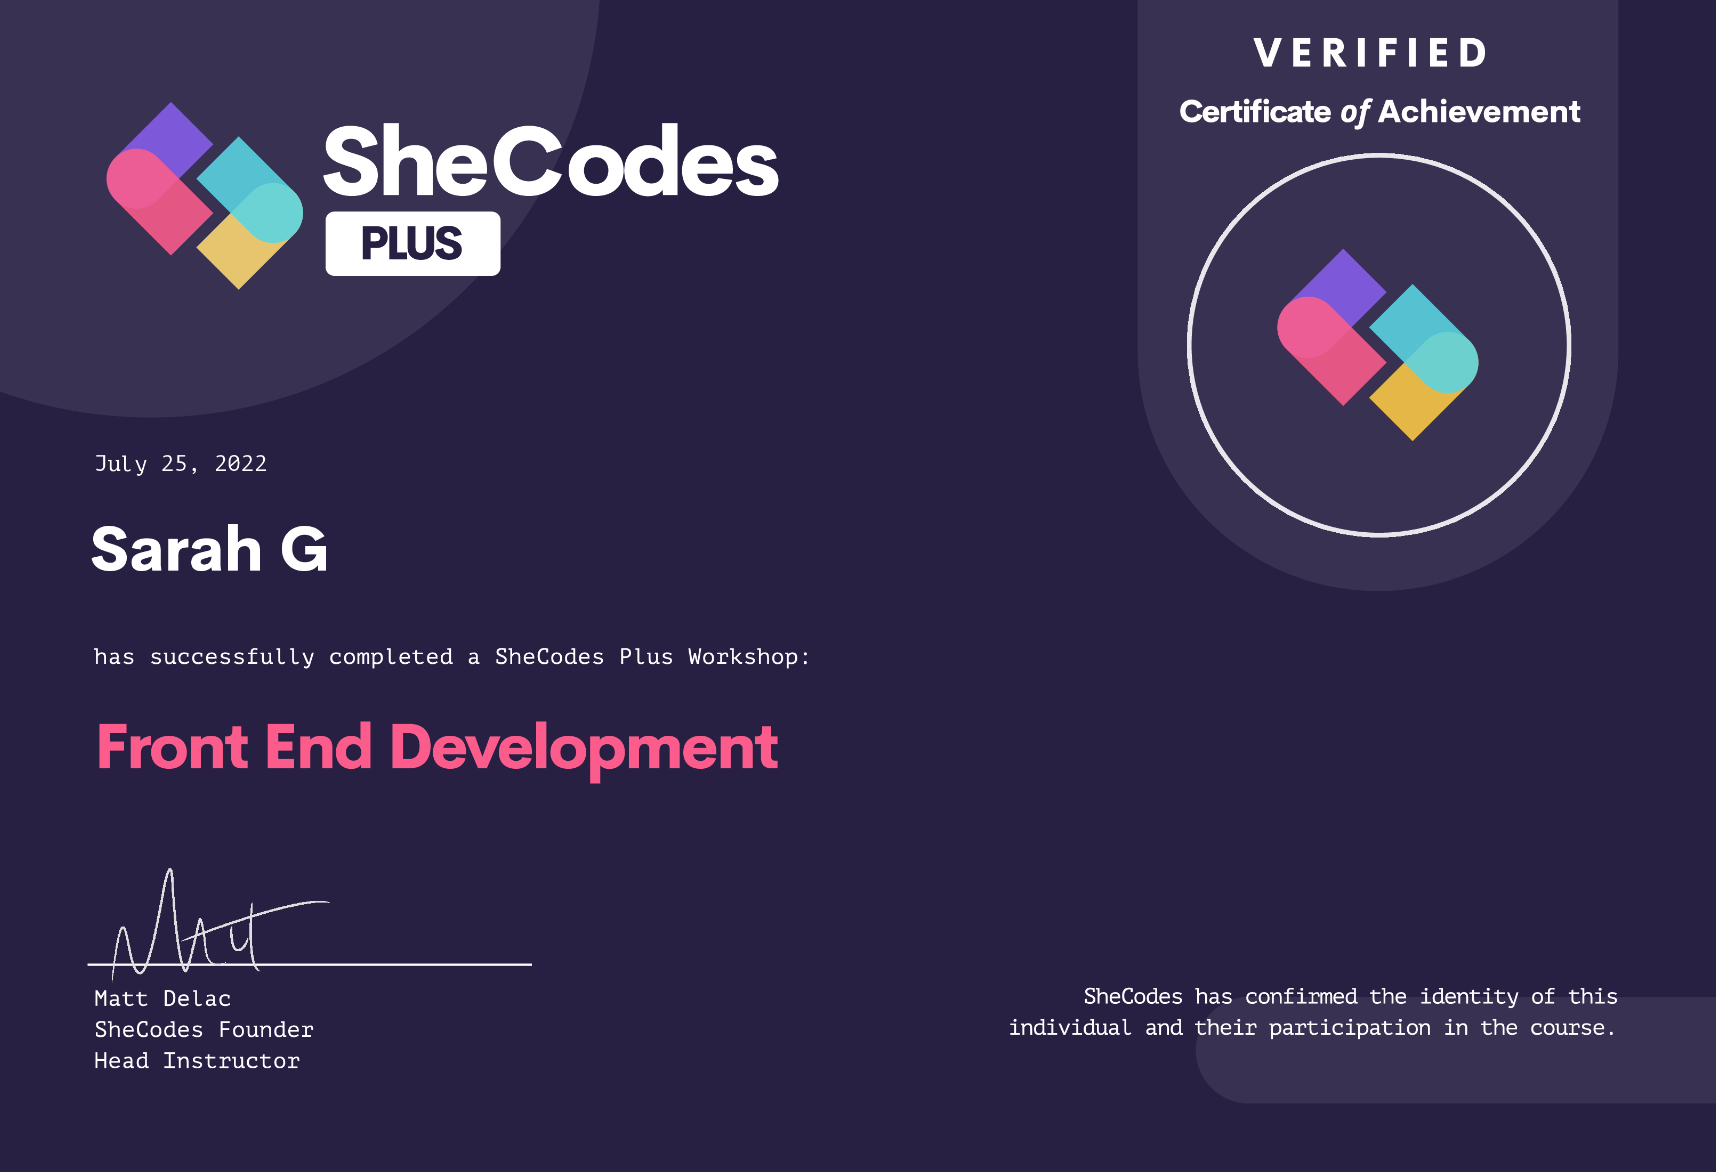 SheCodes
PLUS
VERIFIED
Certificate of Achievement
July 25, 2022
Sarah G
has successfully completed a SheCodes Plus Workshop:
Front End Development
Matt
Matt Delac
SheCodes Founder
Head Instructor
SheCodes has confirmed the identity of this
individual and their participation in the course.